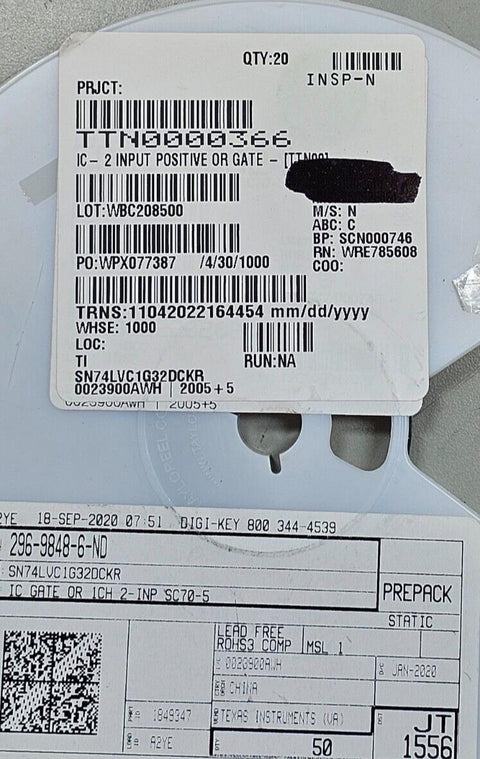 QTY:20
INSP-N
PRJCT:
TTN0000366
IC- 2 INPUT POSITIVE OR GATE -
LOT:WBC208500
M/S: N
ABC: C
BP: SCN000746
RN: WRE785608
COO:
PO:WPX077387 /4/30/1000
TRNS:11042022164454 mm/dd/yyyy
WHSE: 1000
LOC:
TI RUN:NA
SN74LVC1G32DCKR
0023900AWH | 2005+5
0023900AWH | 2005+5
18-SEP-2020 07:51 DIGI-KEY 800 344-4539
296-9848-6-ND
SN74LVC1G32DCKR
IC GATE OR 1CH 2-INP SC70-5
PREPACK
STATIC
LEAD FREE
ROHS3 COMP MSL 1
0023900AWH JAN-2020
CHINA
1849347 TEXAS INSTRUMENTS (VA)
A2YE 50
JT
1556